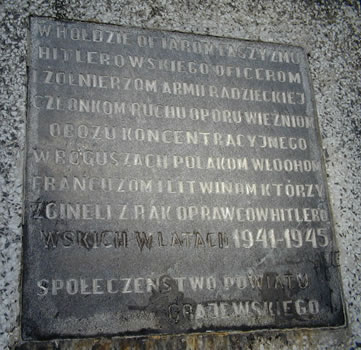 W HOŁDZIE OFIAROM FASZYZMU
HITLEROWSKIEGO OFICEROM
I ŻOŁNIERZOM ARMII RADZIECKIEJ
CZŁONKOM RUCHU OPORU WIĘŹNIOM
OBOZU KONCENTRACYJNEGO
W BOGUSZACH POLAKOM WŁOCHOM
FRANCUZOM I LITWINOM KTÓRZY
ZGINĘLI Z RĄK OPRAWCÓW HITLERO
WSKICH W LATACH 1941-1945
SPOŁECZEŃSTWO POWIATU
GRAJEWSKIEGO